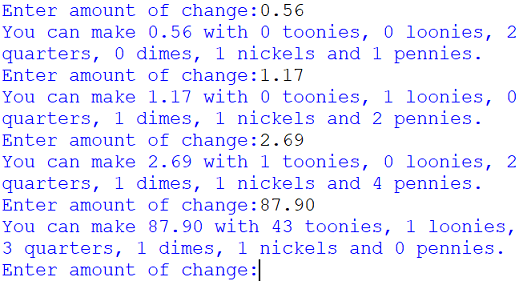 Enter amount of change:0.56
You can make 0.56 with 0 toonies, 0 loonies, 2
quarters, 0 dimes, 1 nickels and 1 pennies.
Enter amount of change:1.17
You can make 1.17 with 0 toonies, 1 loonies, 0
quarters, 1 dimes, 1 nickels and 2 pennies.
Enter amount of change:2.69
You can make 2.69 with 1 toonies, 0 loonies, 2
quarters, 1 dimes, 1 nickels and 4 pennies.
Enter amount of change:87.90
You can make 87.90 with 43 toonies, 1 loonies,
3 quarters, 1 dimes, 1 nickels and 0 pennies.
Enter amount of change: